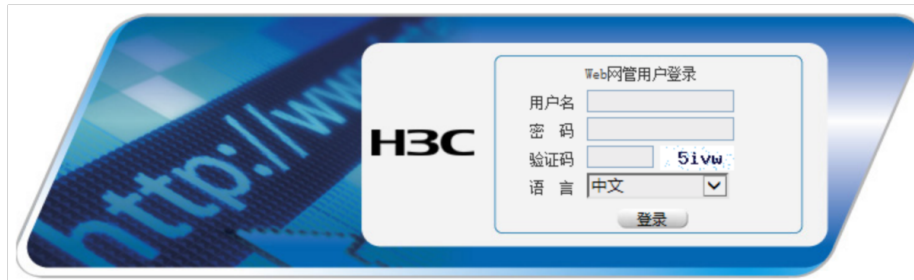 http://www.
H3C
Web网管用户登录
用户名
密 码
验证码 5ivw
语 言 中文
登录